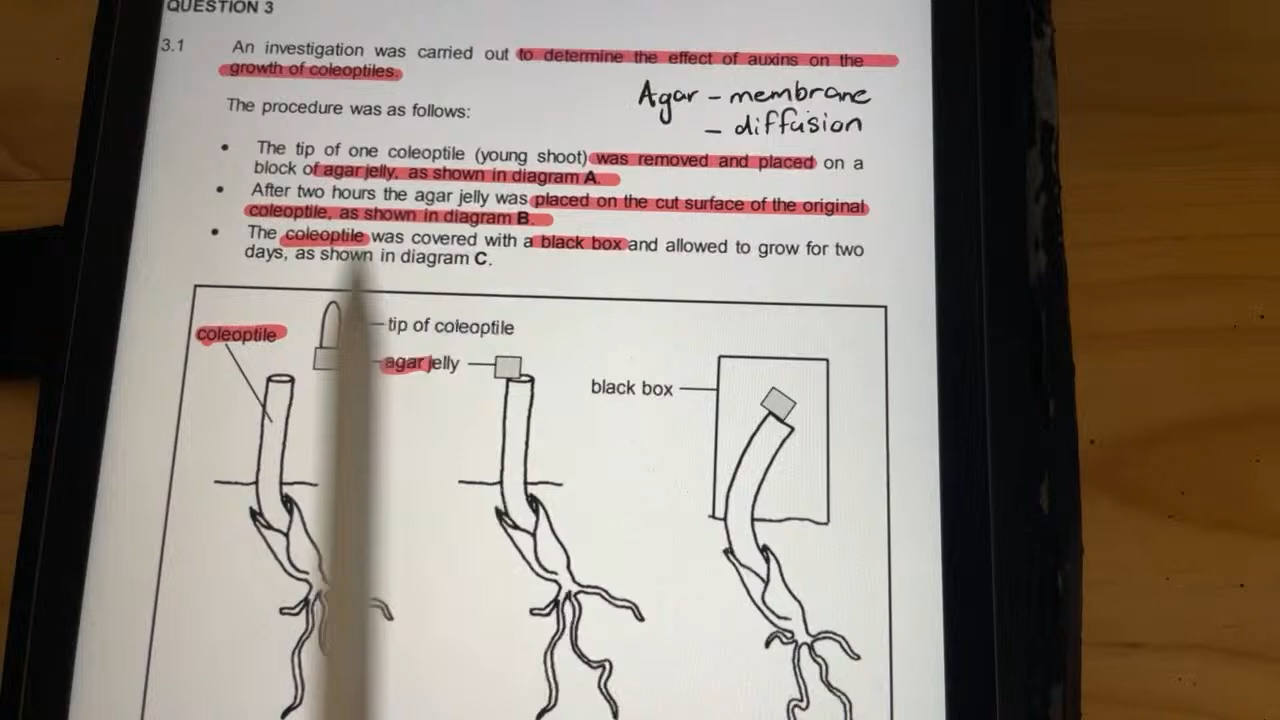 QUESTION 3
3.1 An investigation was carried out to determine the effect of auxins on the
growth of coleoptiles.
The procedure was as follows:
Agar - membrane
- diffusion
• The tip of one coleoptile (young shoot) was removed and placed on a
block of agar jelly, as shown in diagram A.
• After two hours the agar jelly was placed on the cut surface of the original
coleoptile, as shown in diagram B.
• The coleoptile was covered with a black box and allowed to grow for two
days, as shown in diagram C.
coleoptile
tip of coleoptile
agar jelly
black box